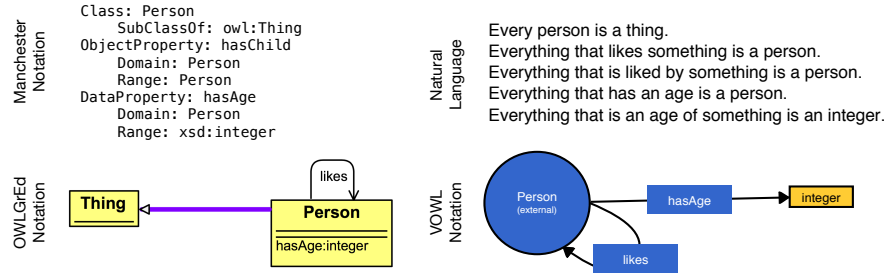 Manchester
Notation
Class: Person
SubClassOf: owl:Thing
ObjectProperty: hasChild
Domain: Person
Range: Person
DataProperty: hasAge
Domain: Person
Range: xsd:integer
Natural
Language
Every person is a thing.
Everything that likes something is a person.
Everything that is liked by something is a person.
Everything that has an age is a person.
Everything that is an age of something is an integer.
OWLGrEd
Notation
Thing
likes
Person
hasAge:integer
VOWL
Notation
Person
(external)
hasAge
integer
likes